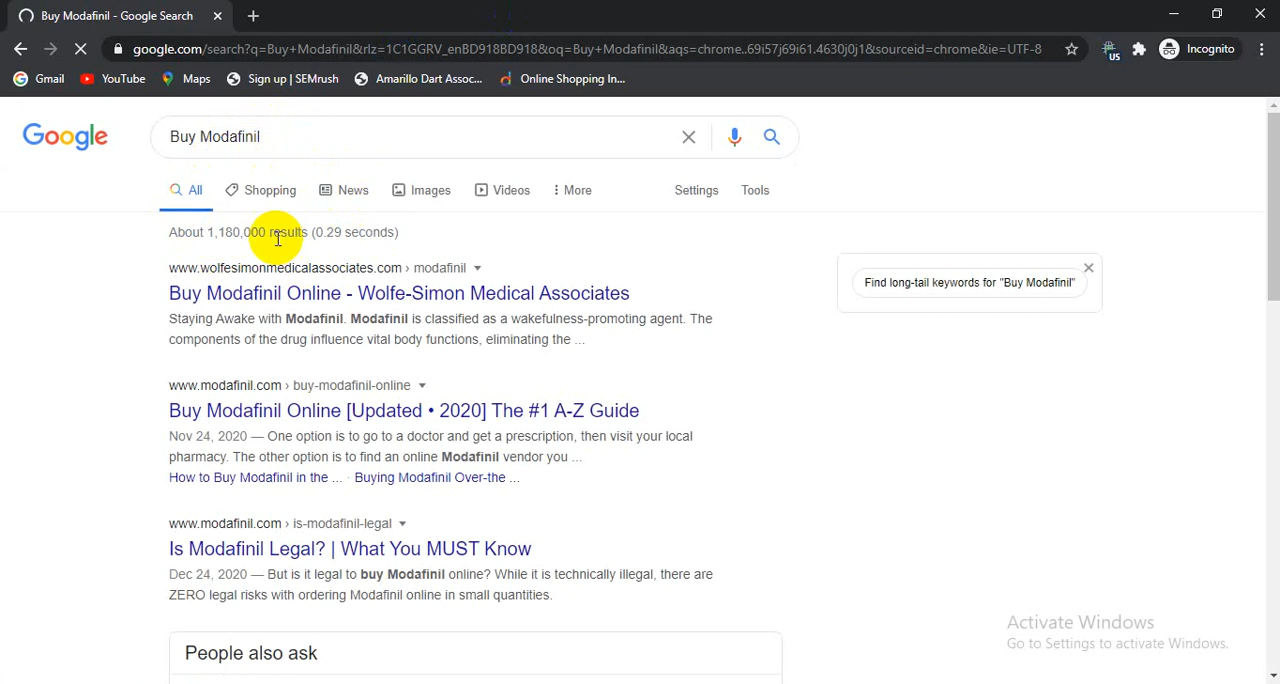 Buy Modafinil - Google Search
google.com/search?q=Buy+Modafinil&rlz=1C1GGRV_enBD918BD918&oq=Buy+Modafinil&aqs=chrome..69i57j69i61.4630j0j1&sourceid=chrome&ie=UTF-8
US
Incognito
Gmail YouTube Maps Sign up | SEMrush Amarillo Dart Assoc... Online Shopping In...
Google
Buy Modafinil
All Shopping News Images Videos More Settings Tools
About 1,180,000 results (0.29 seconds)
www.wolfesimonmedicalassociates.com › modafinil
Buy Modafinil Online - Wolfe-Simon Medical Associates
Staying Awake with Modafinil. Modafinil is classified as a wakefulness-promoting agent. The
components of the drug influence vital body functions, eliminating the ...
Find long-tail keywords for "Buy Modafinil"
www.modafinil.com › buy-modafinil-online
Buy Modafinil Online [Updated • 2020] The #1 A-Z Guide
Nov 24, 2020 — One option is to go to a doctor and get a prescription, then visit your local
pharmacy. The other option is to find an online Modafinil vendor you ...
How to Buy Modafinil in the ... · Buying Modafinil Over-the ...
www.modafinil.com › is-modafinil-legal
Is Modafinil Legal? | What You MUST Know
Dec 24, 2020 — But is it legal to buy Modafinil online? While it is technically illegal, there are
ZERO legal risks with ordering Modafinil online in small quantities.
People also ask
Activate Windows
Go to Settings to activate Windows.